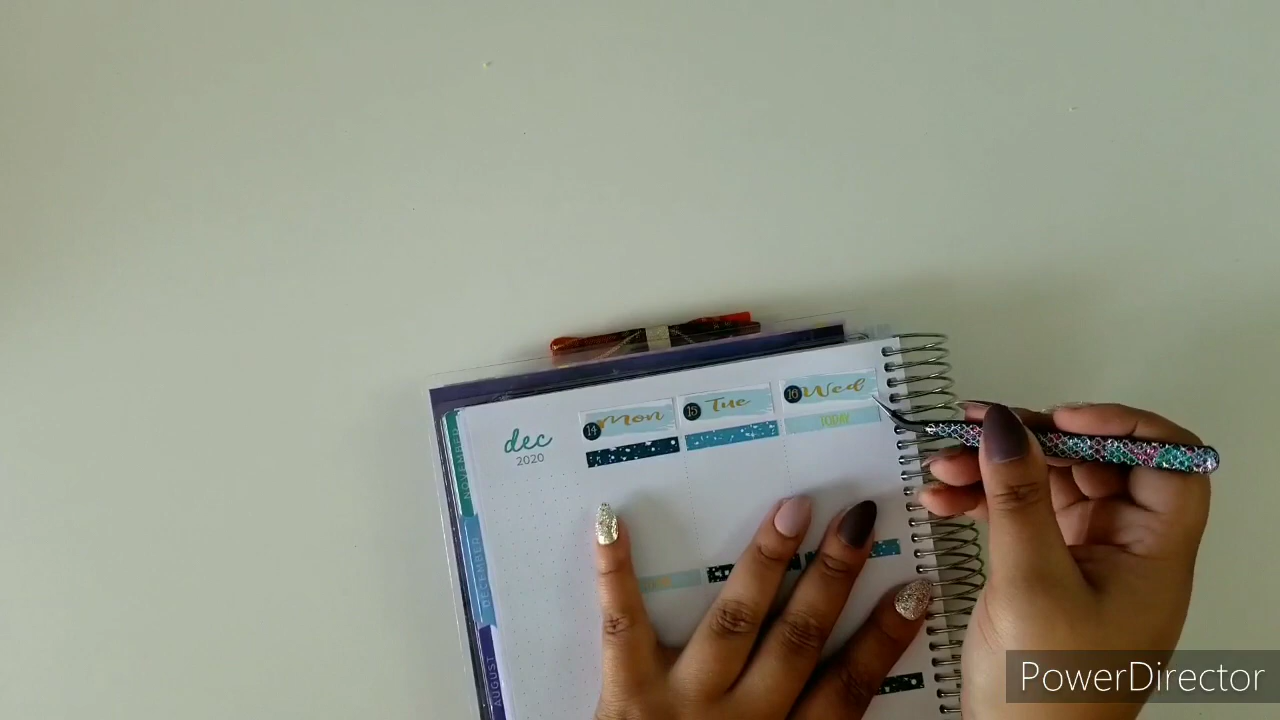 dec
2020
14 Mon
15 Tue
16 Wed
TODAY
NOVEMBER
DECEMBER
AUGUST
PowerDirector